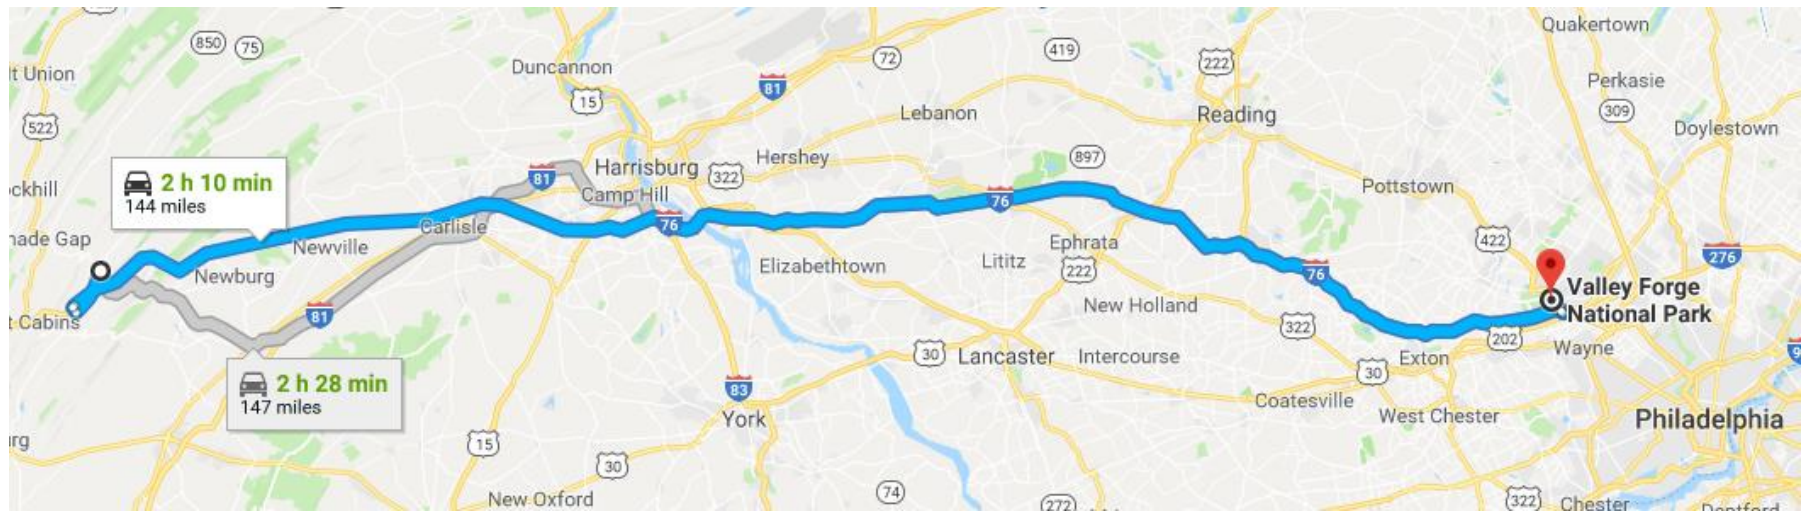 Quakertown
850
75
419
72
222
lt Union
Duncannon
Perkasie
81
15
309
Lebanon
Reading
522
Doylestown
Hershey
897
Harrisburg
322
81
2 h 10 min
144 miles
ockhill
Camp Hill
Pottstown
76
76
Carlisle
nade Gap
Newville
Ephrata
422
276
Newburg
Elizabethtown
Lititz
222
76
Valley Forge
National Park
New Holland
t Cabins
81
322
202
Wayne
30
Lancaster
Intercourse
Exton
30
2 h 28 min
147 miles
83
Coatesville
York
West Chester
Philadelphia
rg
15
30
New Oxford
74
272
322
Chester